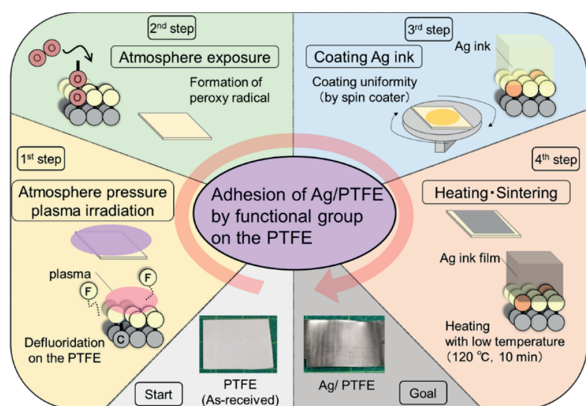 2nd step
Atmosphere exposure
Formation of
peroxy radical
O
O
O
O
3rd step
Coating Ag ink
Coating uniformity
(by spin coater)
Ag ink
1st step
Atmosphere pressure
plasma irradiation
plasma
F
F
C
Defluoridation
on the PTFE
Adhesion of Ag/PTFE
by functional group
on the PTFE
4th step
Heating・Sintering
Ag ink film
Heating
with low temperature
(120 ℃, 10 min)
Start
PTFE
(As-received)
Ag/ PTFE
Goal